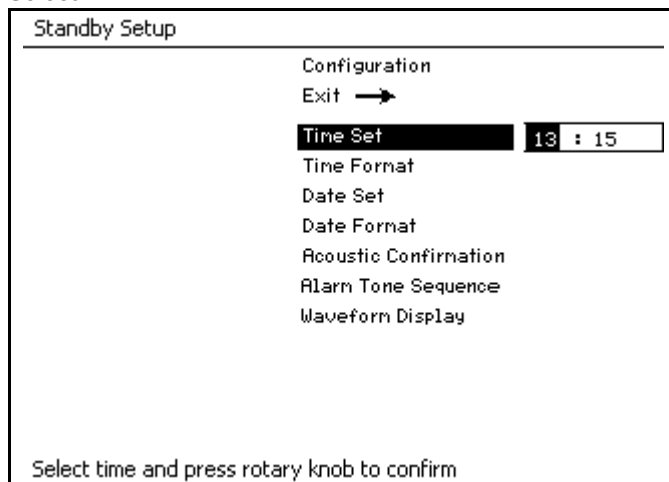 Standby Setup
Configuration
Exit
Time Set 13 : 15
Time Format
Date Set
Date Format
Acoustic Confirmation
Alarm Tone Sequence
Waveform Display
Select time and press rotary knob to confirm